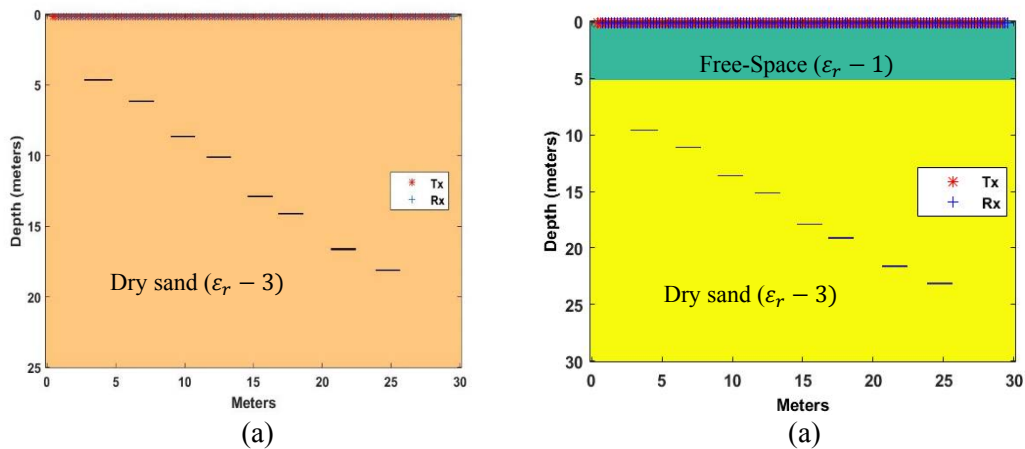 0
5
10
15
20
25
Depth (meters)
0 5 10 15 20 25 30
Meters
* Tx
+ Rx
Dry sand (εᵣ − 3)
(a)
0
5
10
15
20
25
30
Depth (meters)
0 5 10 15 20 25 30
Meters
Free-Space (εᵣ − 1)
* Tx
+ Rx
Dry sand (εᵣ − 3)
(a)